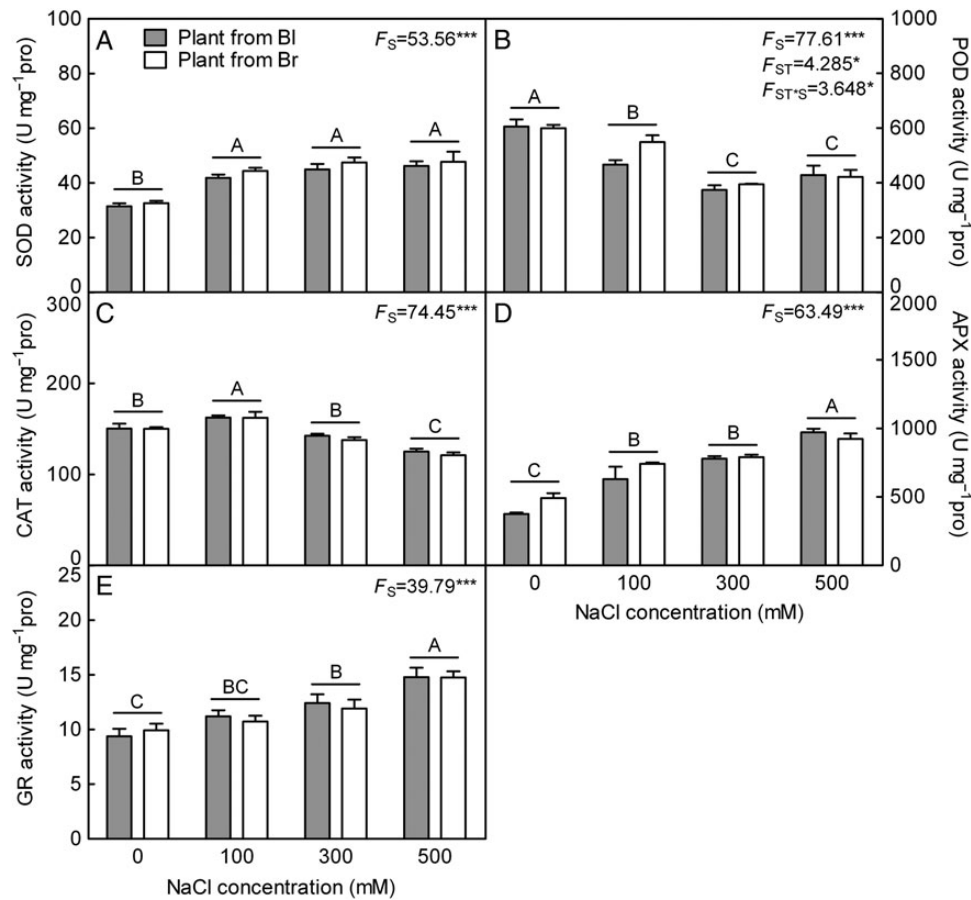 A
Plant from Bl
Plant from Br
F_S=53.56***
SOD activity (U mg⁻¹pro)
100
80
60
40
20
0
B
A
A
A
B
F_S=77.61***
F_ST=4.285*
F_ST*S=3.648*
POD activity (U mg⁻¹pro)
1000
800
600
400
200
0
A
B
C
C
C
F_S=74.45***
CAT activity (U mg⁻¹pro)
300
200
100
0
B
A
B
C
D
F_S=63.49***
APX activity (U mg⁻¹pro)
2000
1500
1000
500
0
C
B
B
A
0 100 300 500
NaCl concentration (mM)
E
F_S=39.79***
GR activity (U mg⁻¹pro)
25
20
15
10
5
0
C
BC
B
A
0 100 300 500
NaCl concentration (mM)